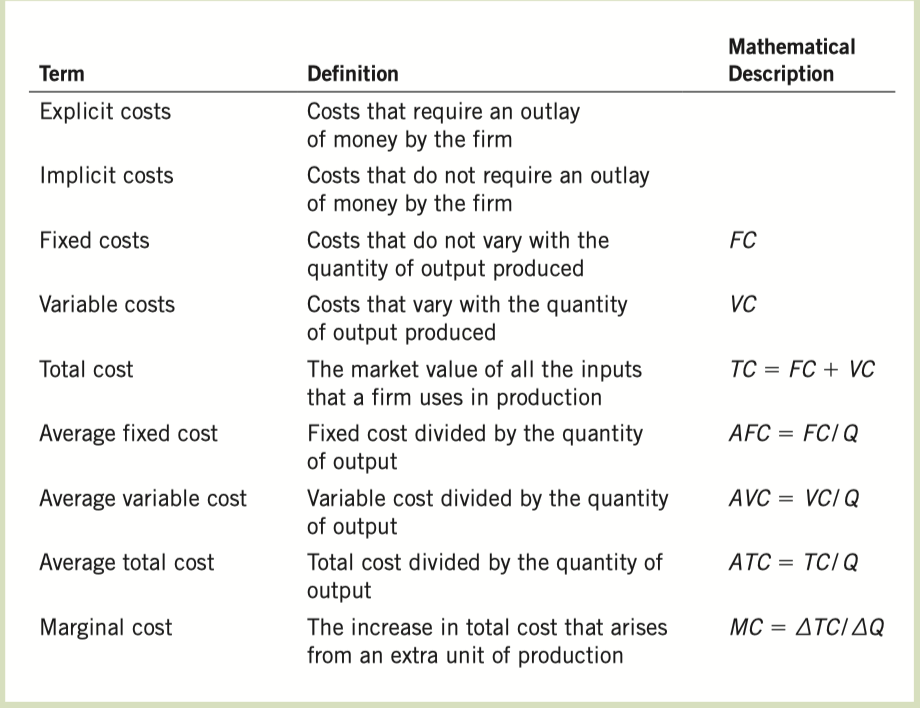 Mathematical
Term Definition Description
Explicit costs Costs that require an outlay
of money by the firm
Implicit costs Costs that do not require an outlay
of money by the firm
Fixed costs Costs that do not vary with the FC
quantity of output produced
Variable costs Costs that vary with the quantity VC
of output produced
Total cost The market value of all the inputs TC = FC + VC
that a firm uses in production
Average fixed cost Fixed cost divided by the quantity AFC = FC/Q
of output
Average variable cost Variable cost divided by the quantity AVC = VC/Q
of output
Average total cost Total cost divided by the quantity of ATC = TC/Q
output
Marginal cost The increase in total cost that arises MC = ΔTC/ΔQ
from an extra unit of production